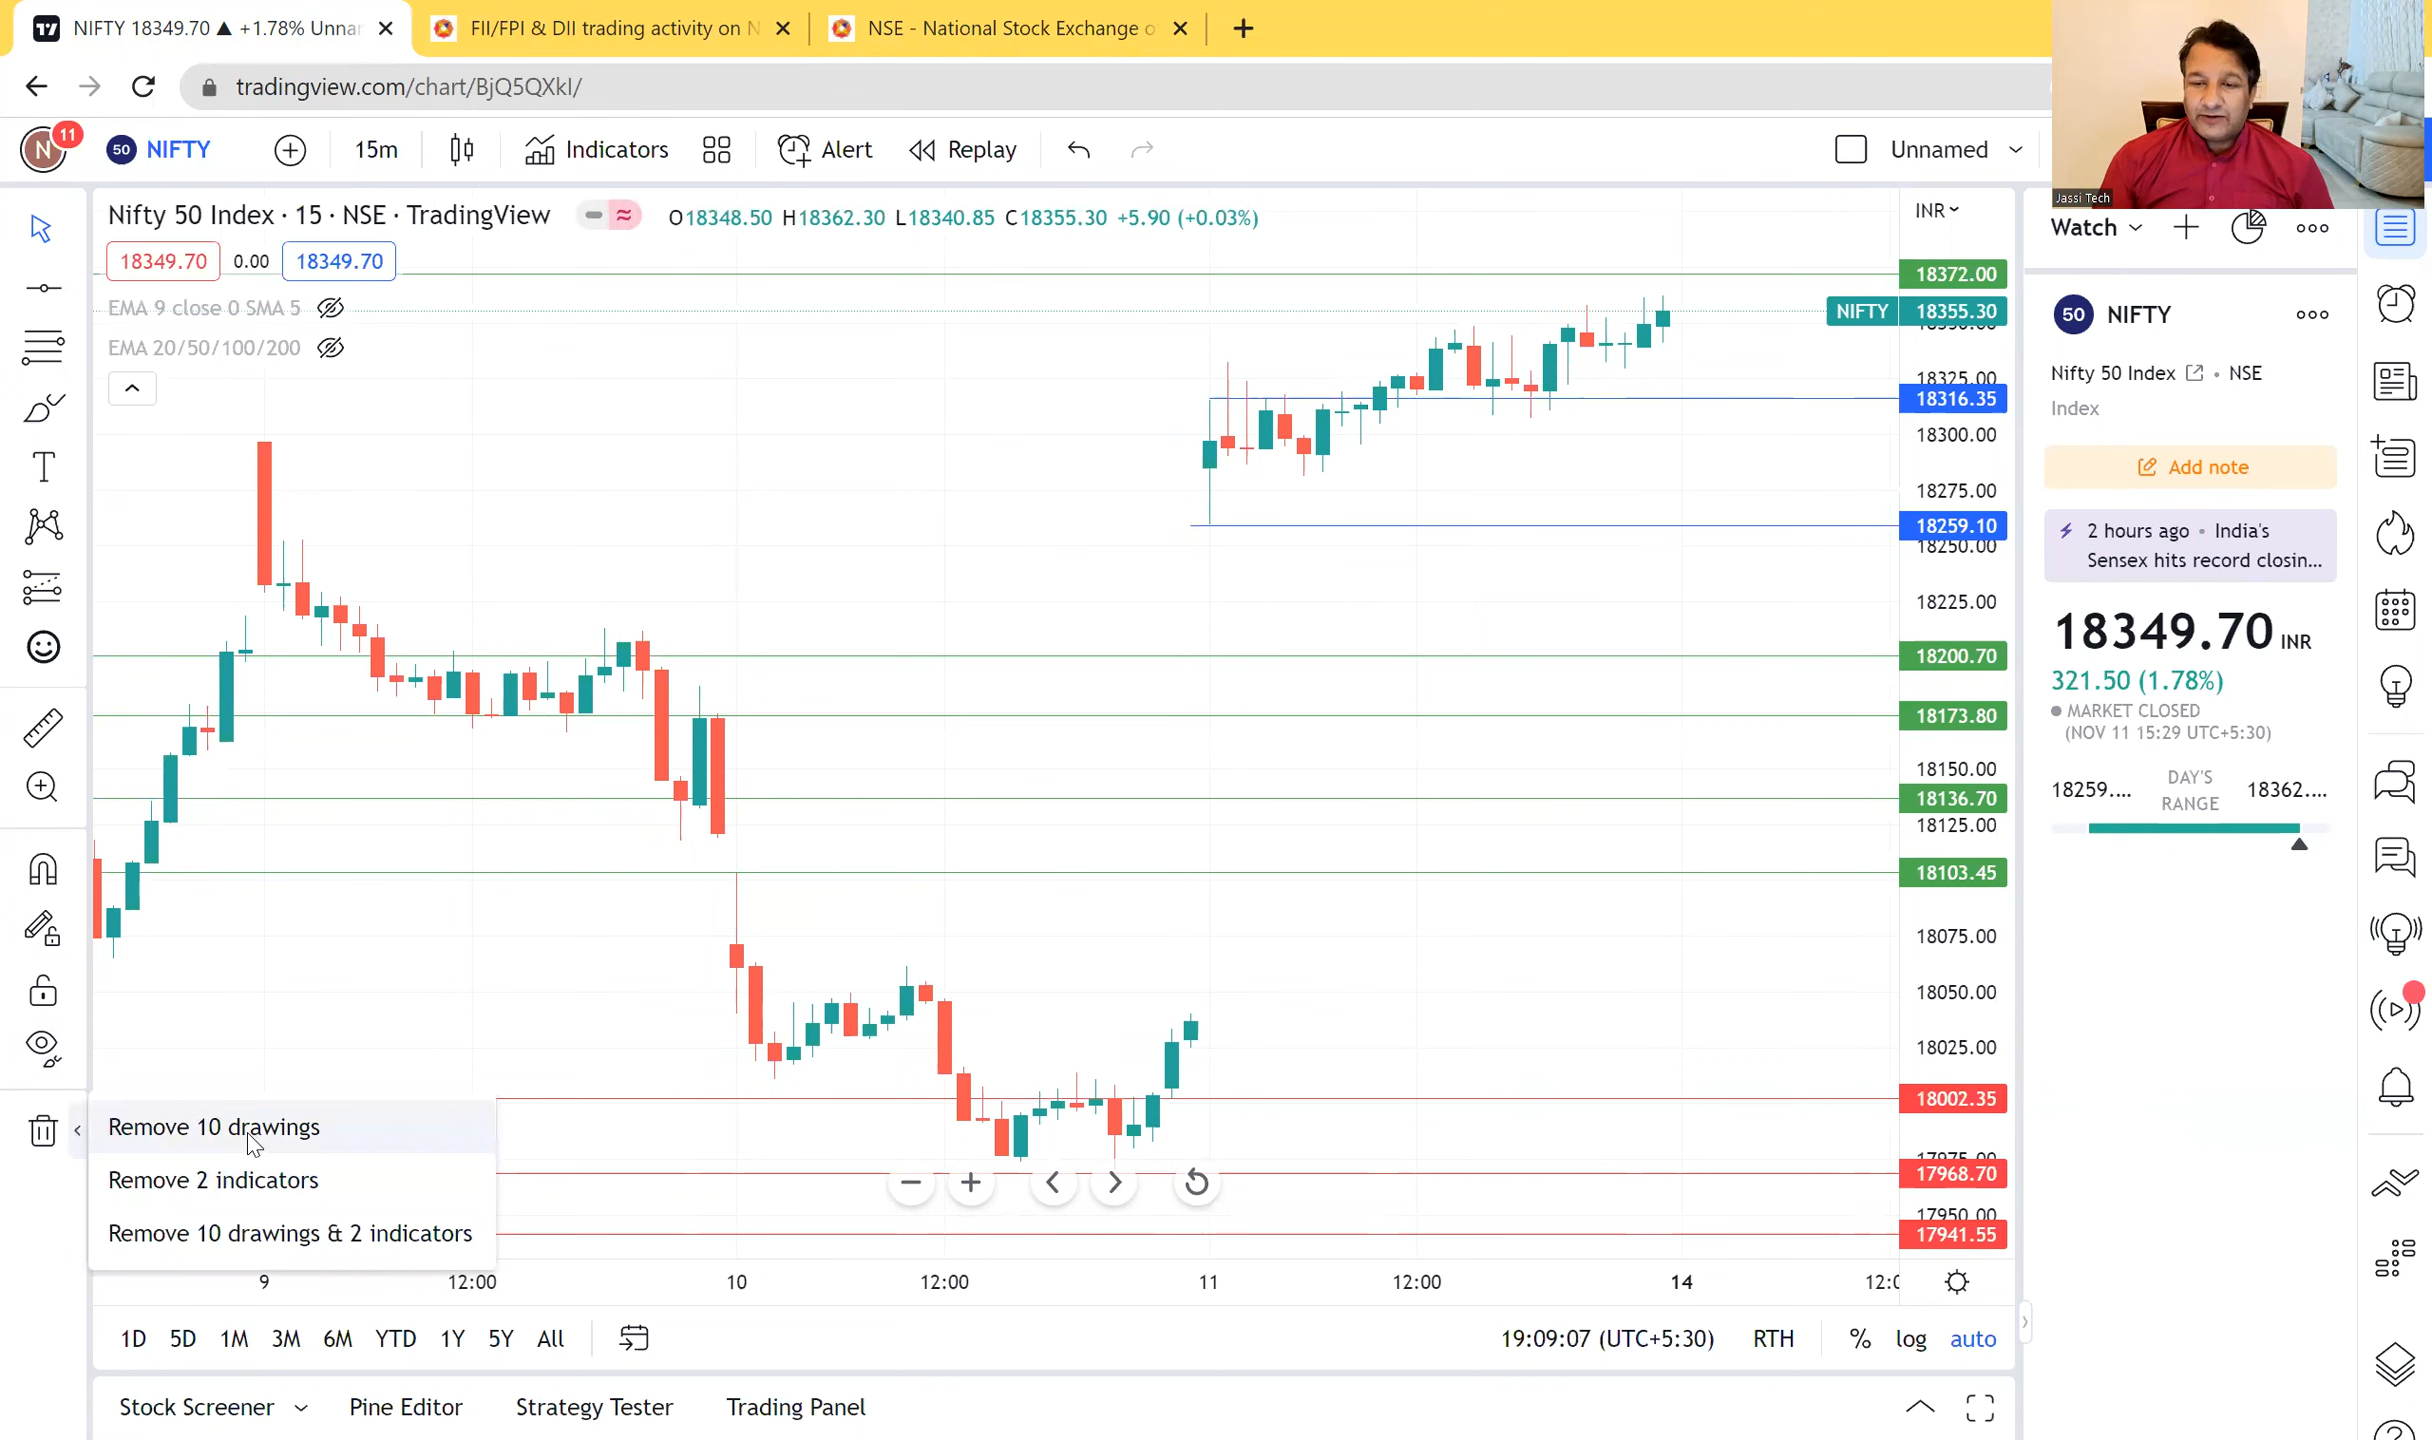 NIFTY 18349.70 ▲ +1.78% Unna
FII/FPI & DII trading activity on N
NSE - National Stock Exchange o
tradingview.com/chart/BjQ5QXkI/
N
11
50
NIFTY
15m
Indicators
Alert
Replay
Unnamed
Jassi Tech
Nifty 50 Index · 15 · NSE · TradingView
O18348.50 H18362.30 L18340.85 C18355.30 +5.90 (+0.03%)
INR
18349.70
0.00
18349.70
EMA 9 close 0 SMA 5
EMA 20/50/100/200
18372.00
NIFTY
18355.30
18325.00
18316.35
18300.00
18275.00
18259.10
18250.00
18225.00
18200.70
18173.80
18150.00
18136.70
18125.00
18103.45
18075.00
18050.00
18025.00
18002.35
17975.00
17968.70
17950.00
17941.55
Watch
50
NIFTY
Nifty 50 Index • NSE
Index
Add note
2 hours ago • India's
Sensex hits record closin...
18349.70 INR
321.50 (1.78%)
MARKET CLOSED
(NOV 11 15:29 UTC+5:30)
18259....
DAY'S
RANGE
18362....
Remove 10 drawings
Remove 2 indicators
Remove 10 drawings & 2 indicators
9
12:00
10
12:00
11
12:00
14
1D
5D
1M
3M
6M
YTD
1Y
5Y
All
19:09:07 (UTC+5:30)
RTH
%
log
auto
Stock Screener
Pine Editor
Strategy Tester
Trading Panel